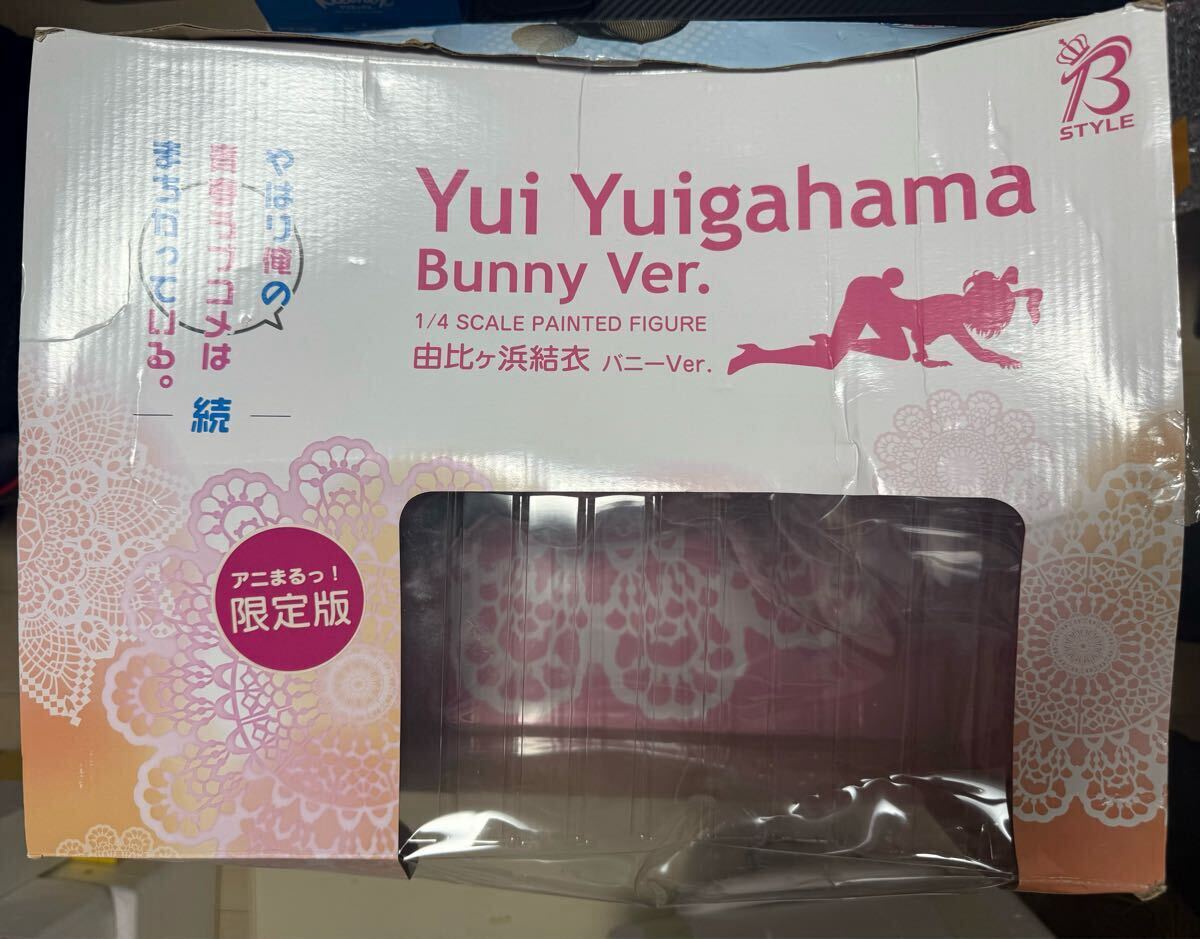 B
STYLE
やはり俺の
青春ラブコメは
まちがっている。
続
Yui Yuigahama
Bunny Ver.
1/4 SCALE PAINTED FIGURE
由比ヶ浜結衣 バニーVer.
アニまるっ!
限定版